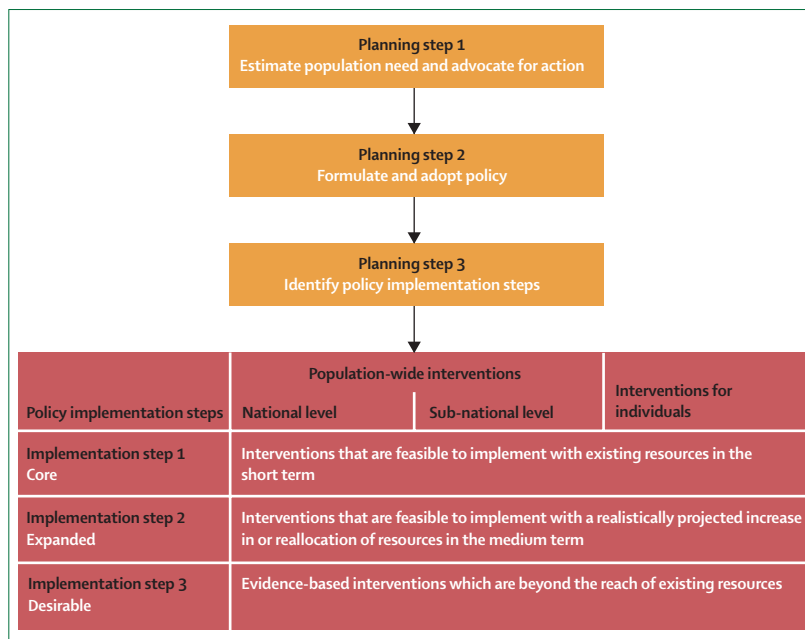 Planning step 1
Estimate population need and advocate for action
Planning step 2
Formulate and adopt policy
Planning step 3
Identify policy implementation steps
Population-wide interventions
Interventions for
individuals
Policy implementation steps
National level
Sub-national level
Implementation step 1
Core
Interventions that are feasible to implement with existing resources in the
short term
Implementation step 2
Expanded
Interventions that are feasible to implement with a realistically projected increase
in or reallocation of resources in the medium term
Implementation step 3
Desirable
Evidence-based interventions which are beyond the reach of existing resources